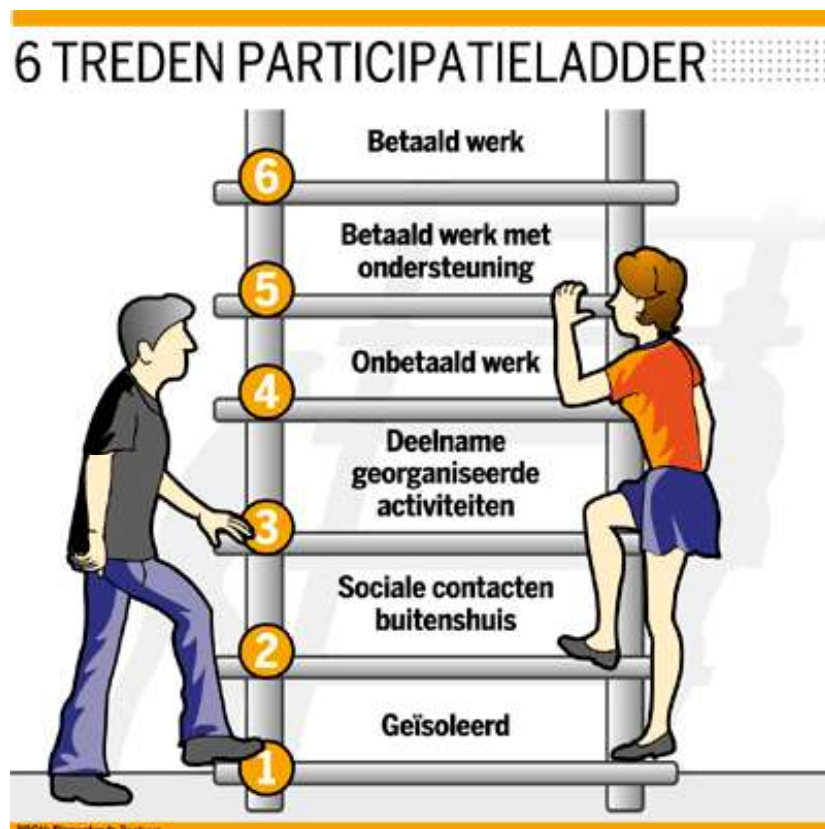 6 TREDEN PARTICIPATIELADDER
Betaald werk
6
Betaald werk met
ondersteuning
5
Onbetaald werk
4
Deelname
georganiseerde
activiteiten
3
Sociale contacten
buitenshuis
2
Geïsoleerd
1